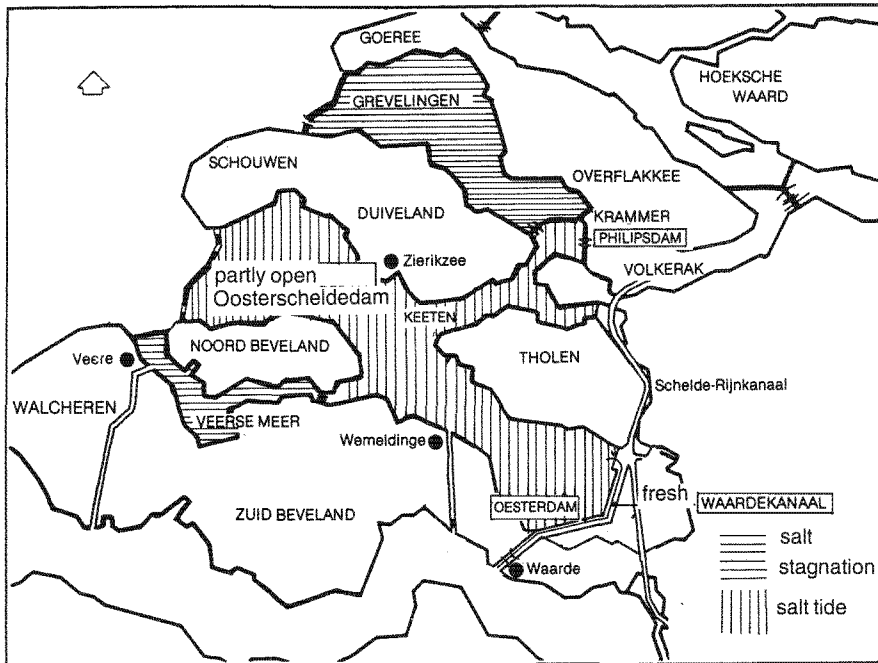 GOEREE
HOEKSCHE
WAARD
GREVELINGEN
SCHOUWEN
OVERFLAKKEE
DUIVELAND
KRAMMER
PHILIPSDAM
Zierikzee
VOLKERAK
partly open
Oosterscheldedam
KEETEN
NOORD BEVELAND
THOLEN
Veere
Schelde-Rijnkanaal
WALCHEREN
VEERSE MEER
Wemeldinge
fresh
OESTERDAM
WAARDEKANAAL
ZUID BEVELAND
salt
Waarde
stagnation
salt tide